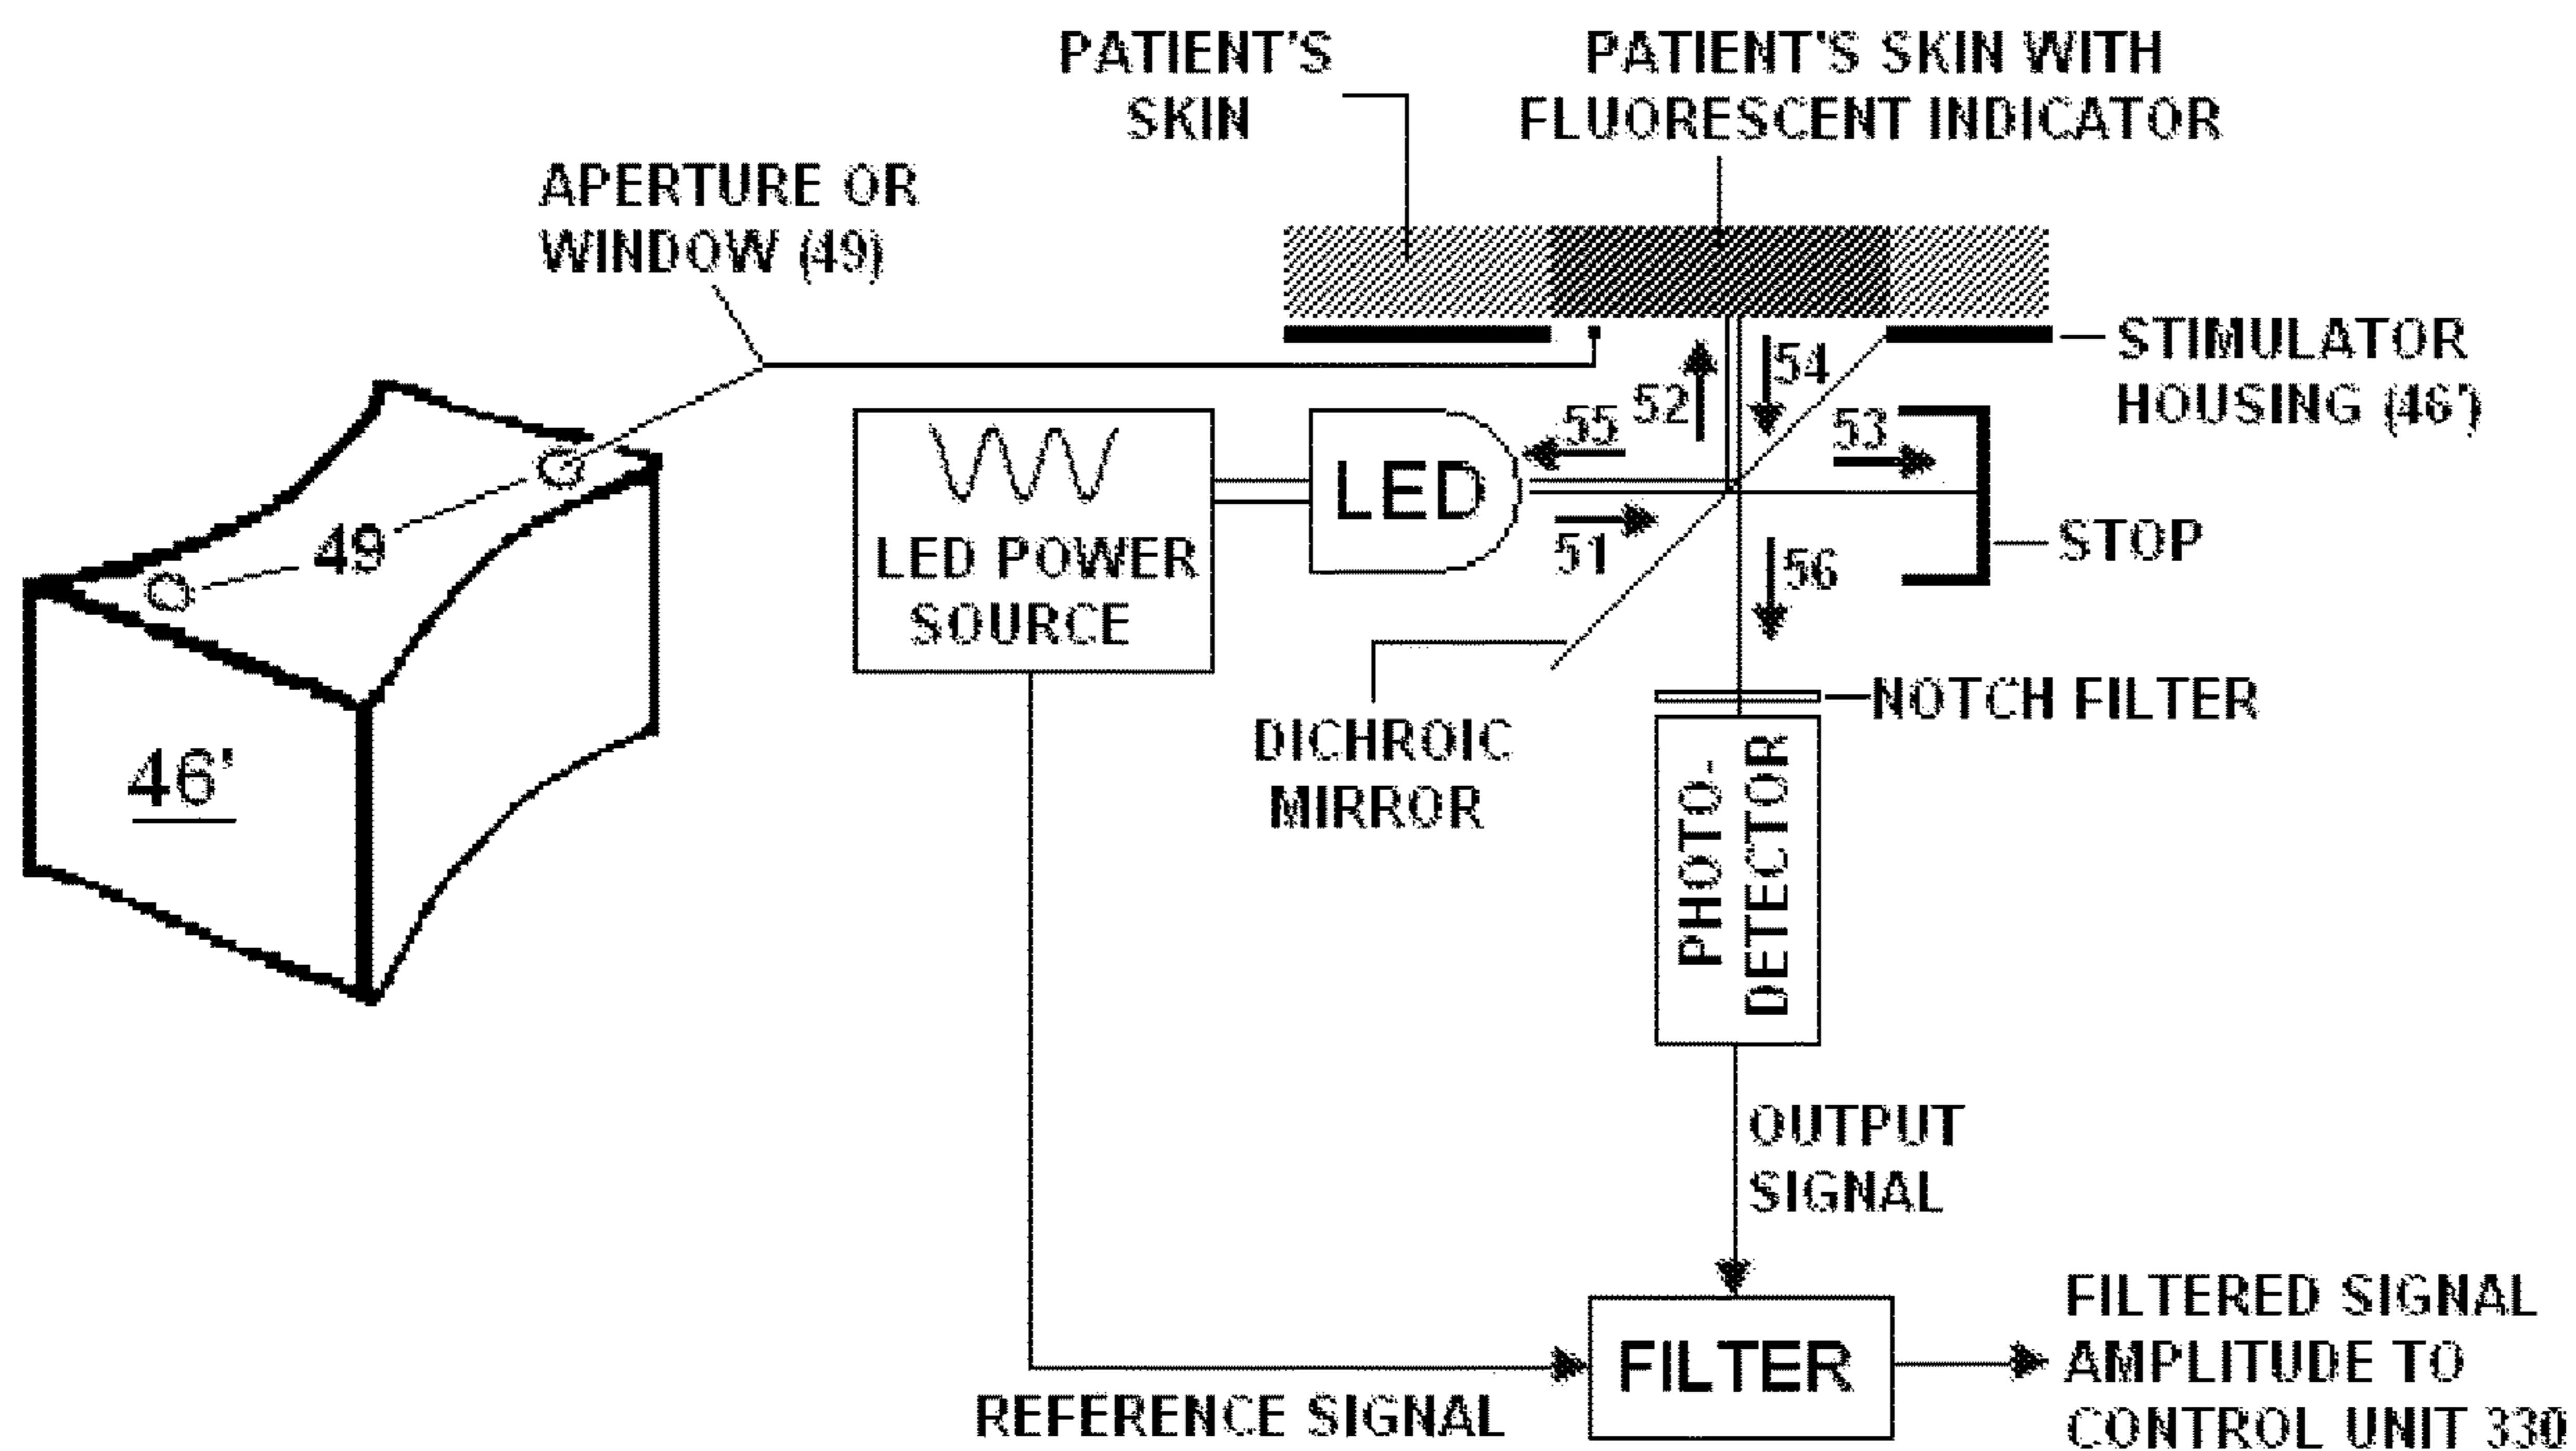 PATIENT'S
SKIN
PATIENT'S SKIN WITH
FLUORESCENT INDICATOR
APERTURE OR
WINDOW (49)
STIMULATOR
HOUSING (46')
54
52
55
53
LED
51
STOP
56
LED POWER
SOURCE
49
46'
DICHROIC
MIRROR
NOTCH FILTER
PHOTO-
DETECTOR
OUTPUT
SIGNAL
FILTER
REFERENCE SIGNAL
FILTERED SIGNAL
AMPLITUDE TO
CONTROL UNIT 330